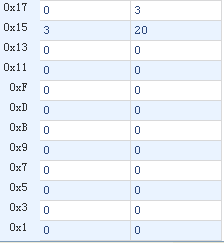 0x17 0 3
0x15 3 20
0x13 0 0
0x11 0 0
0xF 0 0
0xD 0 0
0xB 0 0
0x9 0 0
0x7 0 0
0x5 0 0
0x3 0 0
0x1 0 0